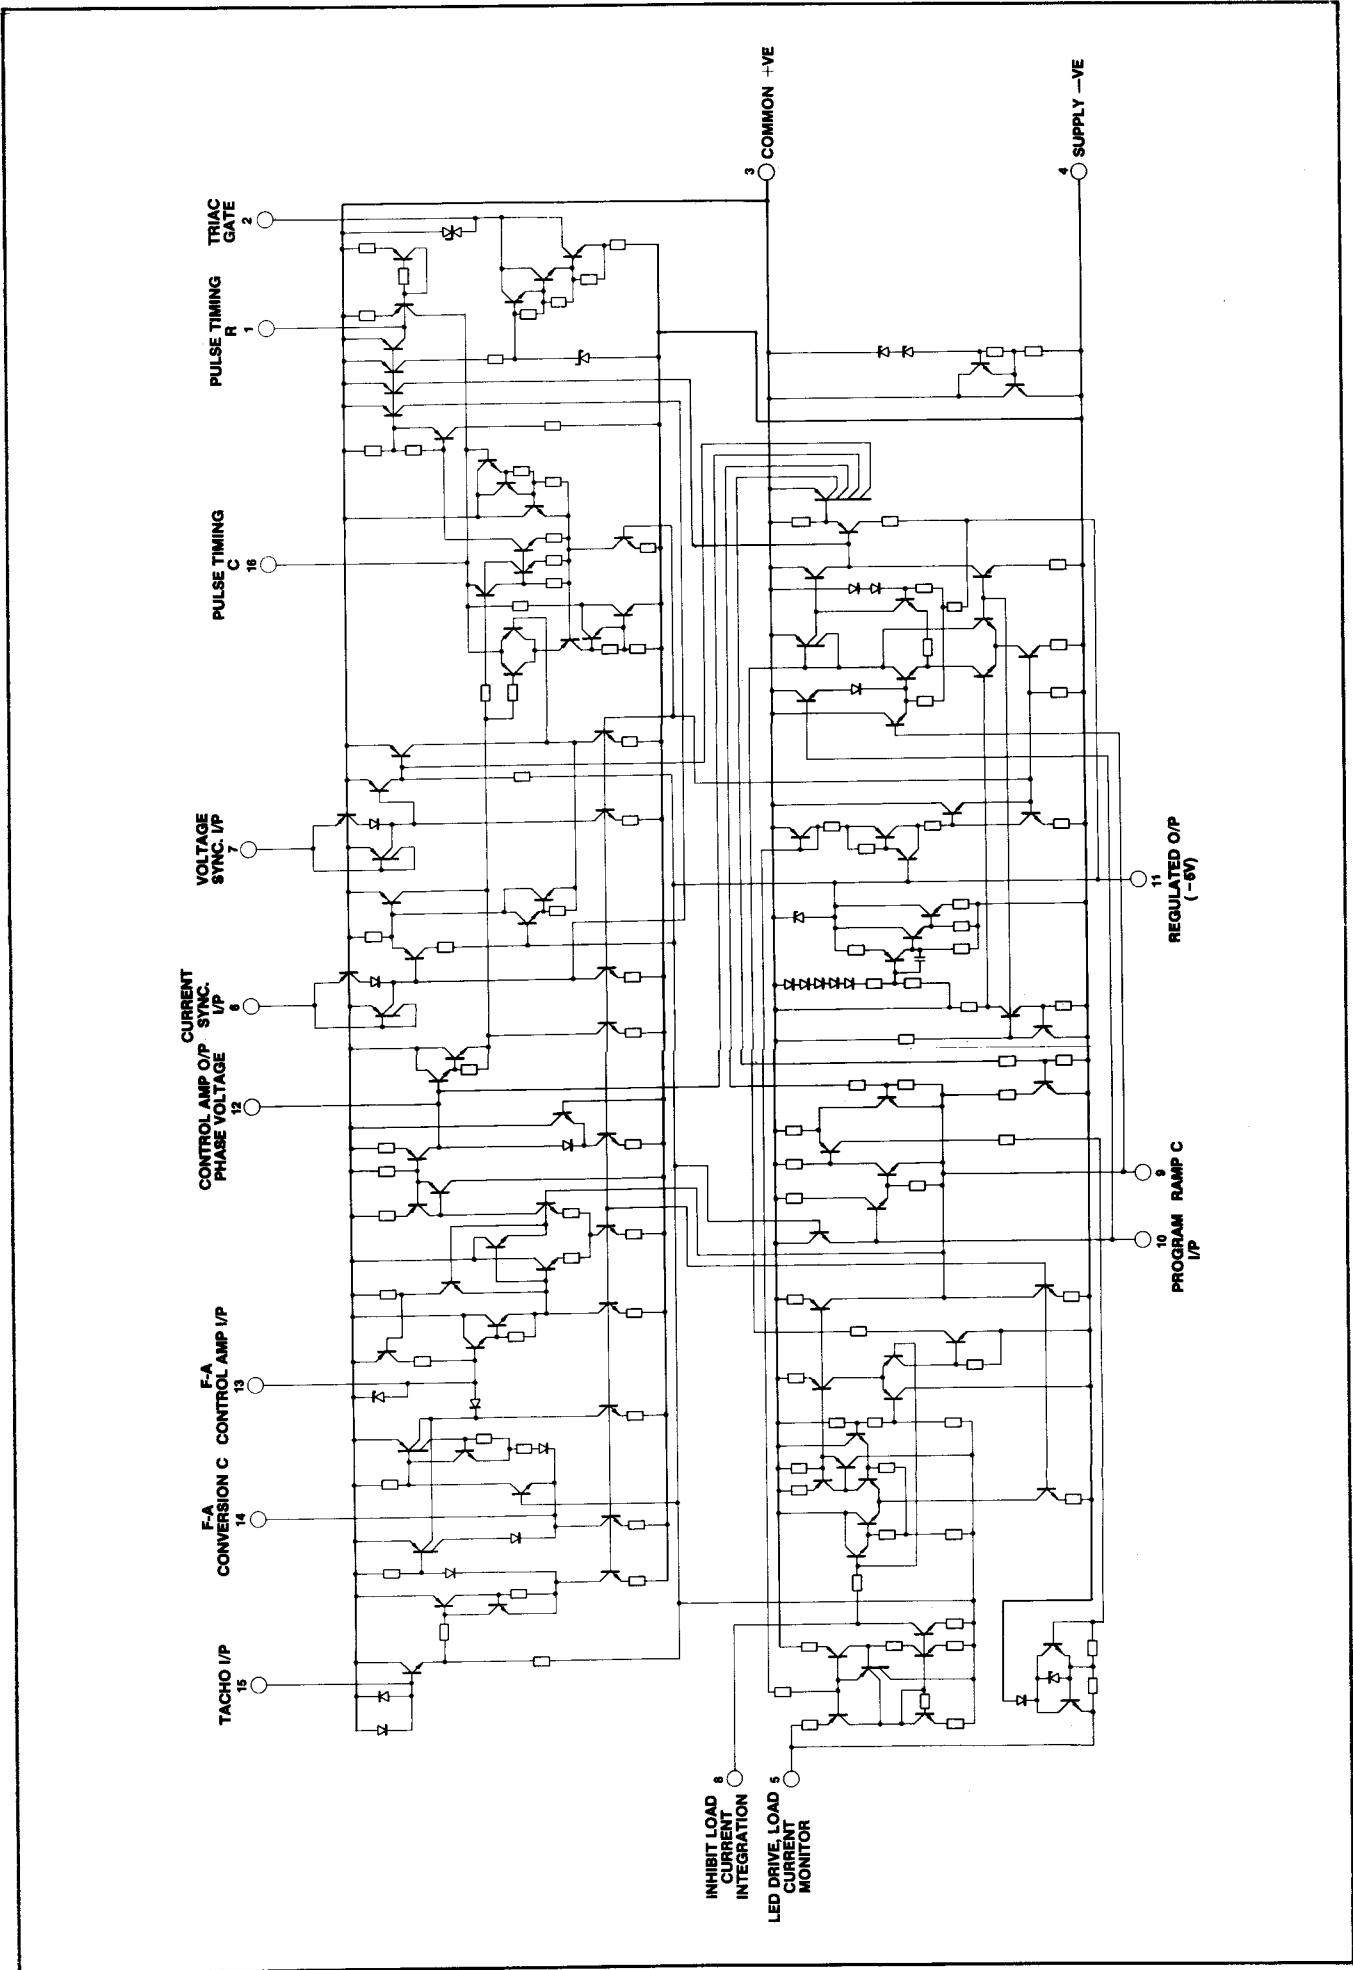 TACHO I/P
15
F-A
CONVERSION C
14
F-A
CONTROL AMP I/P
13
CONTROL AMP O/P
PHASE VOLTAGE
12
CURRENT
SYNC.
I/P
6
VOLTAGE
SYNC. I/P
7
PULSE TIMING
C
16
PULSE TIMING
R
1
TRIAC
GATE
2
3
COMMON +VE
4
SUPPLY —VE
INHIBIT LOAD
CURRENT
INTEGRATION
8
LED DRIVE, LOAD
CURRENT
MONITOR
5
10
PROGRAM
I/P
9
RAMP C
11
REGULATED O/P
(−5V)